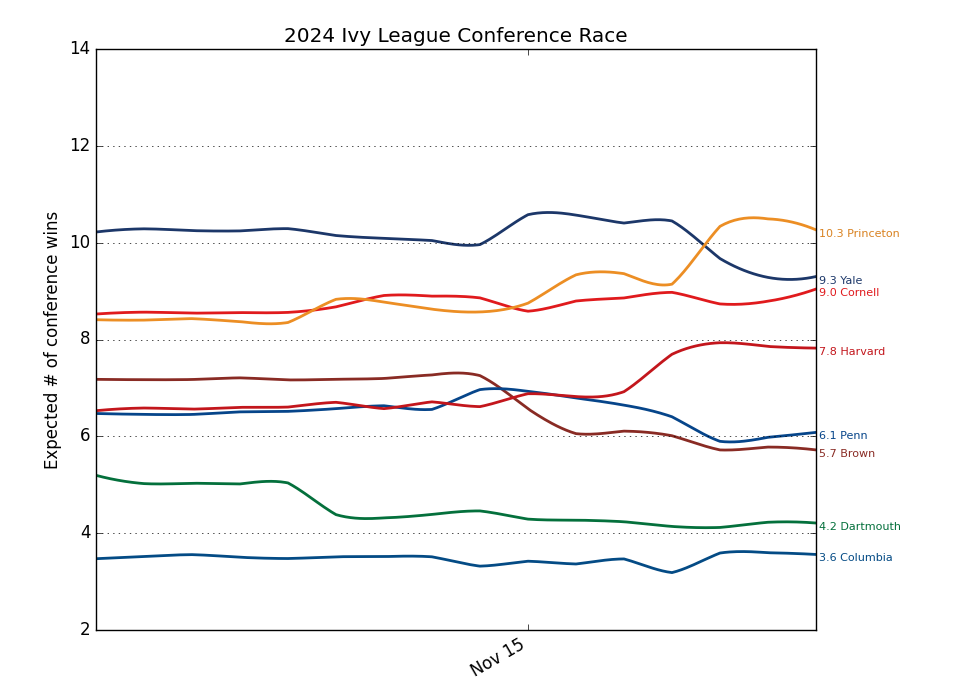 2024 Ivy League Conference Race
Expected # of conference wins
14
12
10
8
6
4
2
Nov 15
10.3 Princeton
9.3 Yale
9.0 Cornell
7.8 Harvard
6.1 Penn
5.7 Brown
4.2 Dartmouth
3.6 Columbia